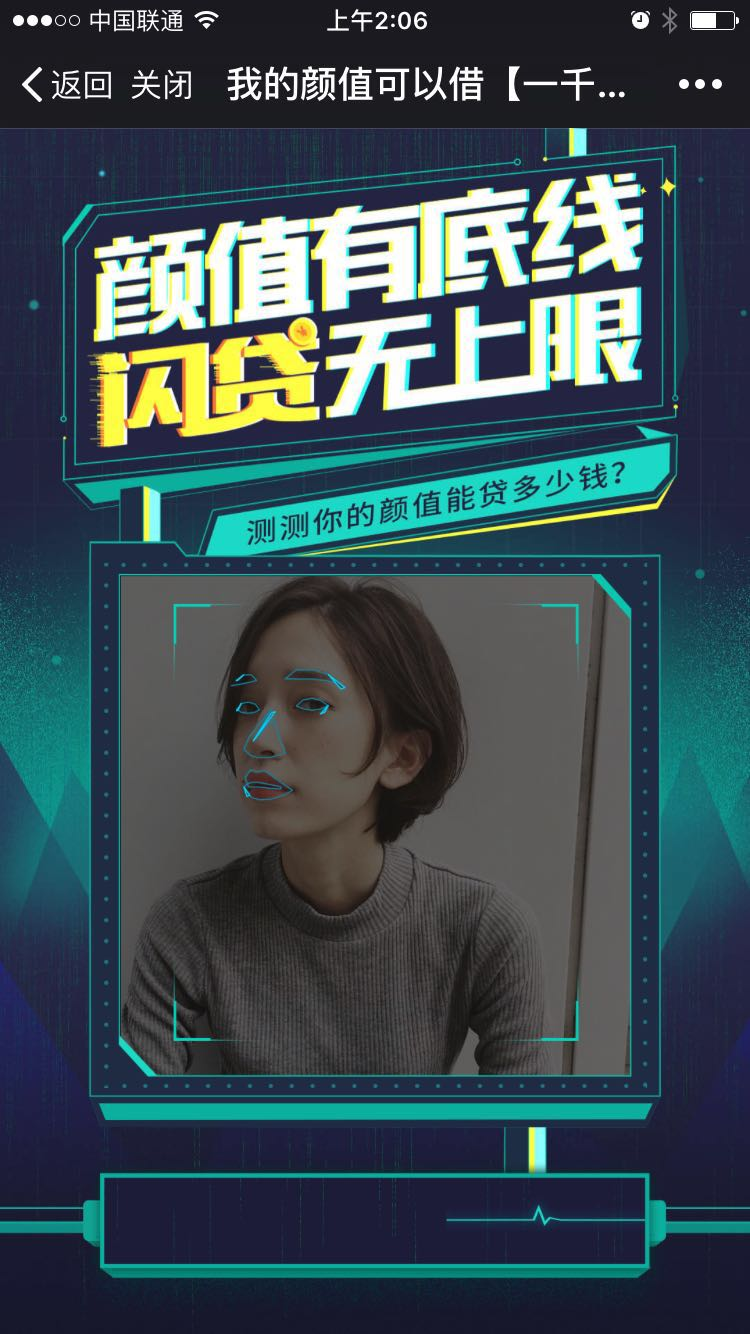 中国联通
上午2:06
返回 关闭 我的颜值可以借【一千...
颜值有底线
闪贷无上限
测测你的颜值能贷多少钱?